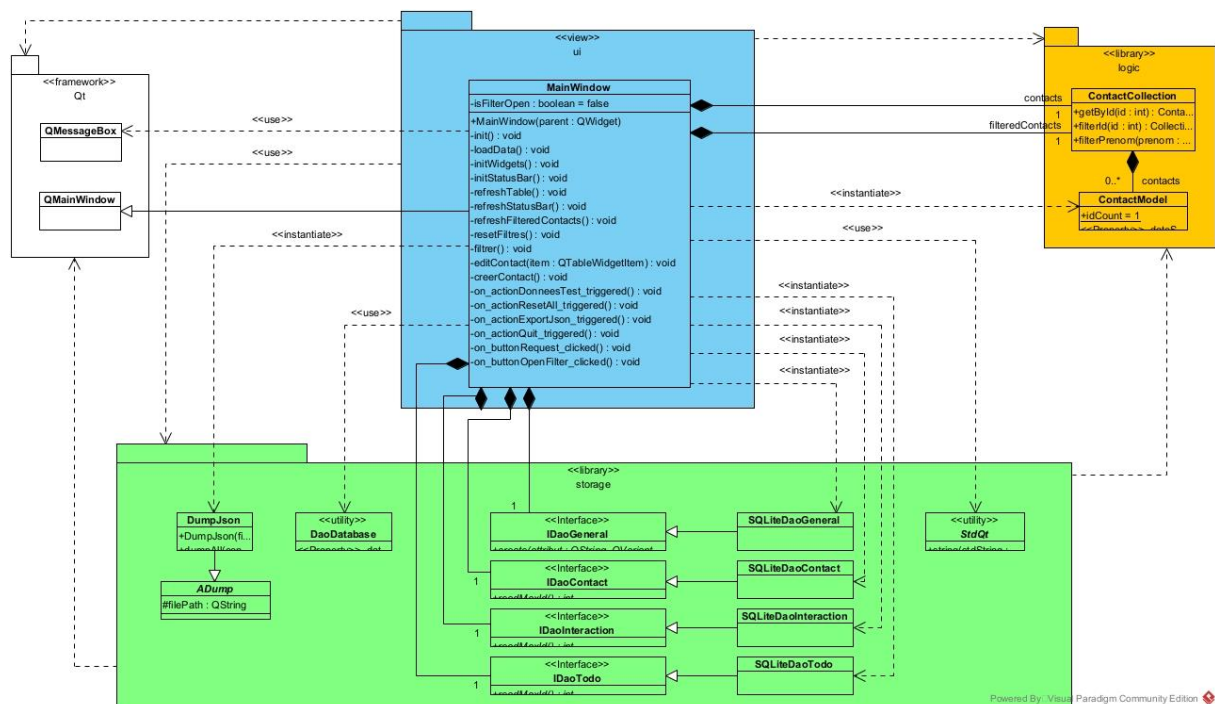 <<view>>
ui
<<framework>>
Qt
<<library>>
logic
MainWindow
-isFilterOpen : boolean = false
+MainWindow(parent : QWidget)
-init() : void
-loadData() : void
-initWidgets() : void
-initStatusBar() : void
-refreshTable() : void
-refreshStatusBar() : void
-refreshFilteredContacts() : void
-resetFiltres() : void
-filtrer() : void
-editContact(item : QTableWidgetItem) : void
-creerContact() : void
-on_actionDonneesTest_triggered() : void
-on_actionResetAll_triggered() : void
-on_actionExportJson_triggered() : void
-on_actionQuit_triggered() : void
-on_buttonRequest_clicked() : void
-on_buttonOpenFilter_clicked() : void
QMessageBox
QMainWindow
<<use>>
<<use>>
<<instantiate>>
<<use>>
contacts
1
filteredContacts
1
ContactCollection
+getById(id : int) : Conta...
+filterId(id : int) : Collecti...
+filterPrenom(prenom : ...
0..*
contacts
ContactModel
+idCount = 1
<<instantiate>>
<<use>>
<<instantiate>>
<<instantiate>>
<<instantiate>>
<<instantiate>>
<<library>>
storage
DumpJson
+DumpJson(fi...
ADump
#filePath : QString
<<utility>>
DaoDatabase
1
<<Interface>>
IDaoGeneral
SQLiteDaoGeneral
<<utility>>
StdQt
1
<<Interface>>
IDaoContact
SQLiteDaoContact
1
<<Interface>>
IDaoInteraction
SQLiteDaoInteraction
1
<<Interface>>
IDaoTodo
SQLiteDaoTodo
Powered By Visual Paradigm Community Edition